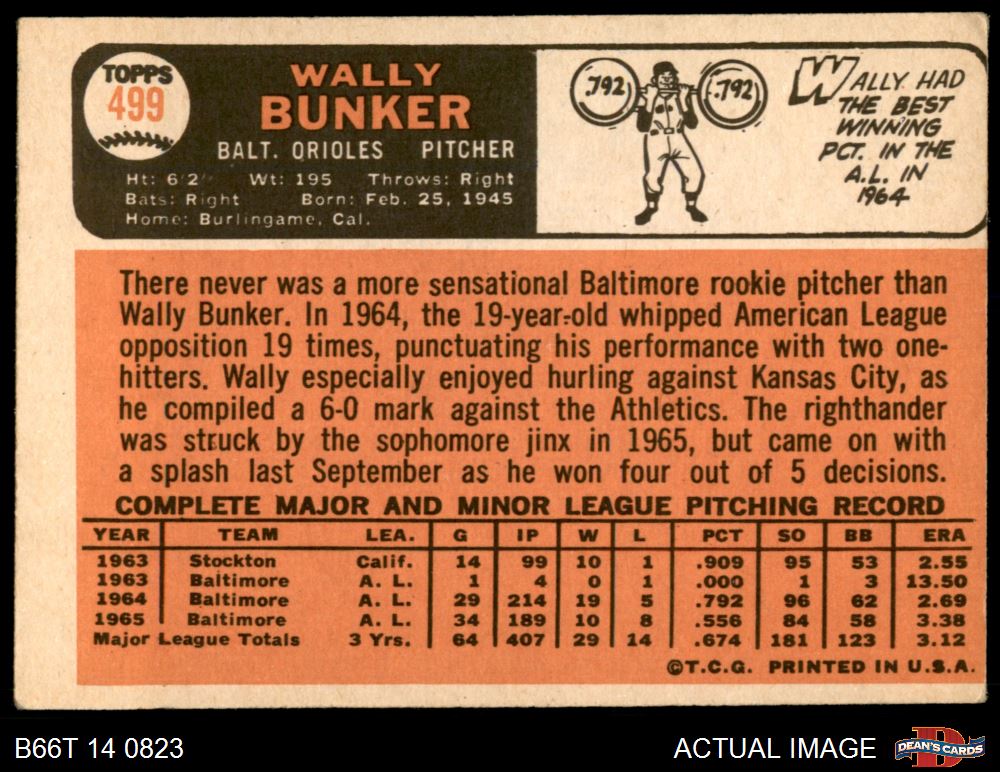 TOPPS
499
WALLY
BUNKER
BALT. ORIOLES PITCHER
Ht: 6'2" Wt: 195 Throws: Right
Bats: Right Born: Feb. 25, 1945
Home: Burlingame, Cal.
.792 .792
WALLY HAD
THE BEST
WINNING
PCT. IN THE
A.L. IN
1964
There never was a more sensational Baltimore rookie pitcher than
Wally Bunker. In 1964, the 19-year-old whipped American League
opposition 19 times, punctuating his performance with two one-
hitters. Wally especially enjoyed hurling against Kansas City, as
he compiled a 6-0 mark against the Athletics. The righthander
was struck by the sophomore jinx in 1965, but came on with
a splash last September as he won four out of 5 decisions.
COMPLETE MAJOR AND MINOR LEAGUE PITCHING RECORD
YEAR TEAM LEA. G IP W L PCT SO BB ERA
1963 Stockton Calif. 14 99 10 1 .909 95 53 2.55
1963 Baltimore A. L. 1 4 0 1 .000 1 3 13.50
1964 Baltimore A. L. 29 214 19 5 .792 96 62 2.69
1965 Baltimore A. L. 34 189 10 8 .556 84 58 3.38
Major League Totals 3 Yrs. 64 407 29 14 .674 181 123 3.12
©T.C.G. PRINTED IN U.S.A.
B66T 14 0823 ACTUAL IMAGE DEAN'S CARDS